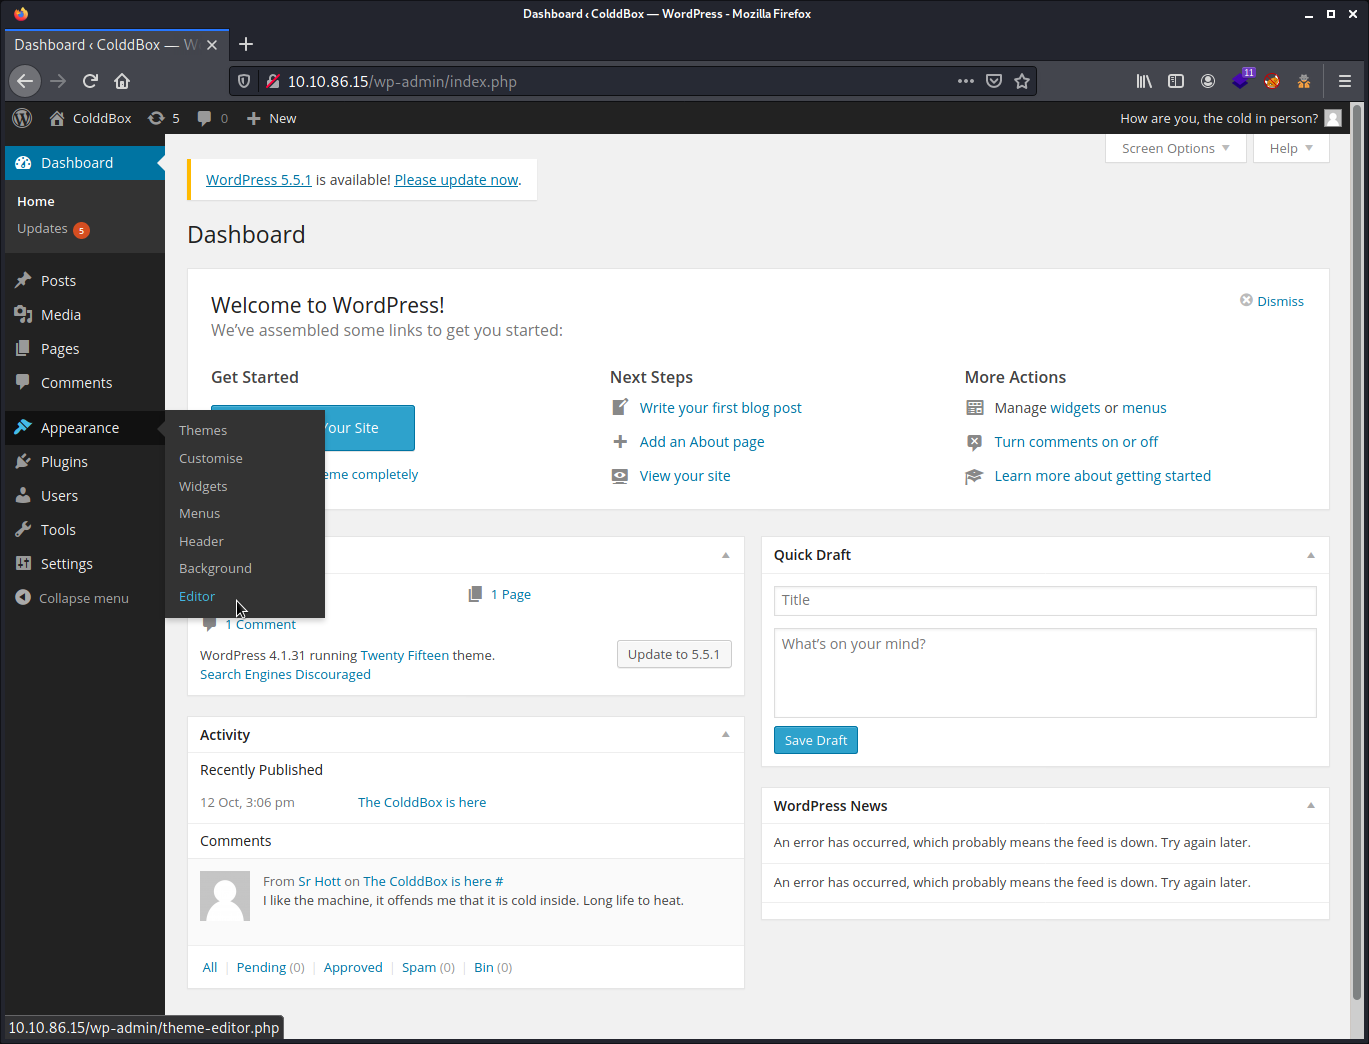 Dashboard ‹ ColddBox — WordPress - Mozilla Firefox
Dashboard ‹ ColddBox — W
10.10.86.15/wp-admin/index.php
11
ColddBox 5 0 New
How are you, the cold in person?
Dashboard
Home
Updates 5
Posts
Media
Pages
Comments
Appearance
Plugins
Users
Tools
Settings
Collapse menu
Themes
Customise
Widgets
Menus
Header
Background
Editor
Screen Options
Help
WordPress 5.5.1 is available! Please update now.
Dashboard
Welcome to WordPress!
We've assembled some links to get you started:
Dismiss
Get Started
Your Site
eme completely
Next Steps
Write your first blog post
Add an About page
View your site
More Actions
Manage widgets or menus
Turn comments on or off
Learn more about getting started
1 Page
1 Comment
WordPress 4.1.31 running Twenty Fifteen theme.
Update to 5.5.1
Search Engines Discouraged
Activity
Recently Published
12 Oct, 3:06 pm The ColddBox is here
Comments
From Sr Hott on The ColddBox is here #
I like the machine, it offends me that it is cold inside. Long life to heat.
All | Pending (0) | Approved | Spam (0) | Bin (0)
Quick Draft
Title
What's on your mind?
Save Draft
WordPress News
An error has occurred, which probably means the feed is down. Try again later.
An error has occurred, which probably means the feed is down. Try again later.
10.10.86.15/wp-admin/theme-editor.php